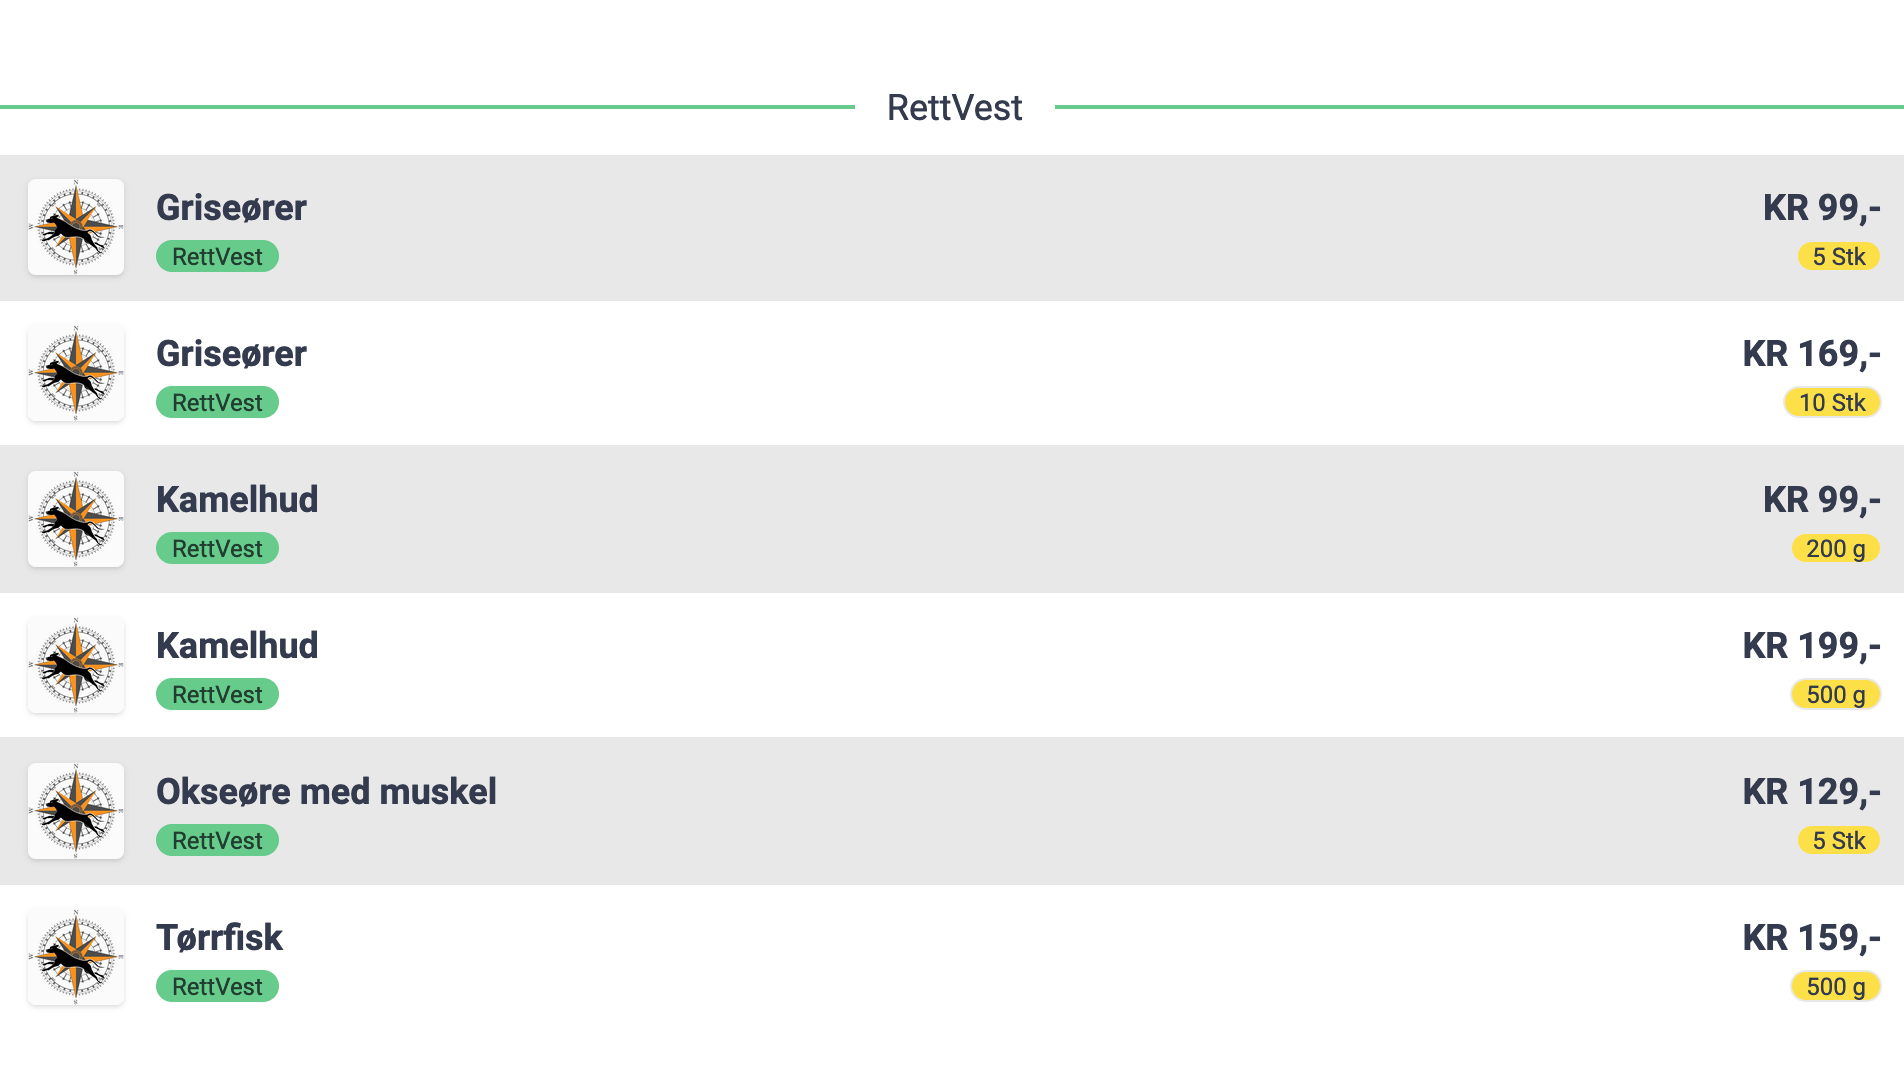 RettVest
Griseører
KR 99,-
RettVest
5 Stk
Griseører
KR 169,-
RettVest
10 Stk
Kamelhud
KR 99,-
RettVest
200 g
Kamelhud
KR 199,-
RettVest
500 g
Okseøre med muskel
KR 129,-
RettVest
5 Stk
Tørrfisk
KR 159,-
RettVest
500 g